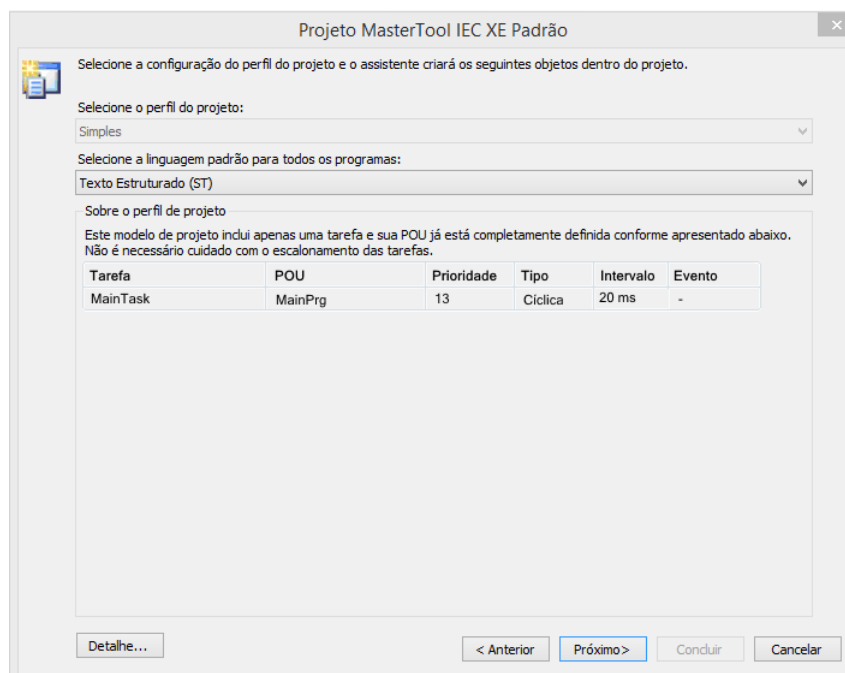 Projeto MasterTool IEC XE Padrão
Selecione a configuração do perfil do projeto e o assistente criará os seguintes objetos dentro do projeto.
Selecione o perfil do projeto:
Simples
Selecione a linguagem padrão para todos os programas:
Texto Estruturado (ST)
Sobre o perfil de projeto
Este modelo de projeto inclui apenas uma tarefa e sua POU já está completamente definida conforme apresentado abaixo.
Não é necessário cuidado com o escalonamento das tarefas.
Tarefa POU Prioridade Tipo Intervalo Evento
MainTask MainPrg 13 Cíclica 20 ms -
Detalhe... < Anterior Próximo > Concluir Cancelar